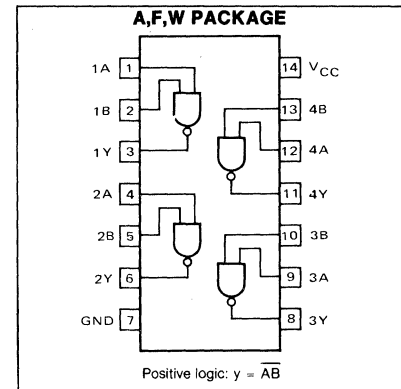 A,F,W PACKAGE
1A 1 14 VCC
1B 2 13 4B
1Y 3 12 4A
2A 4 11 4Y
2B 5 10 3B
2Y 6 9 3A
GND 7 8 3Y
Positive logic: y = A̅B̅